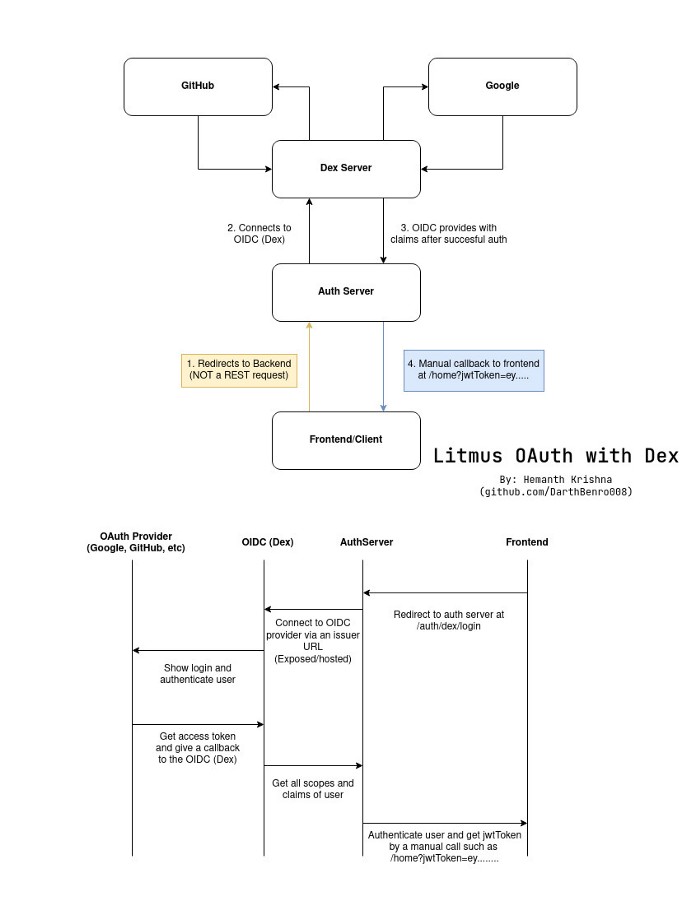 GitHub
Google
Dex Server
2. Connects to
OIDC (Dex)
3. OIDC provides with
claims after succesful auth
Auth Server
1. Redirects to Backend
(NOT a REST request)
4. Manual callback to frontend
at /home?jwtToken=ey.....
Frontend/Client
Litmus OAuth with Dex
By: Hemanth Krishna
(github.com/DarthBenro008)
OAuth Provider
(Google, GitHub, etc)
OIDC (Dex)
AuthServer
Frontend
Redirect to auth server at
/auth/dex/login
Connect to OIDC
provider via an issuer
URL
(Exposed/hosted)
Show login and
authenticate user
Get access token
and give a callback
to the OIDC (Dex)
Get all scopes and
claims of user
Authenticate user and get jwtToken
by a manual call such as
/home?jwtToken=ey........